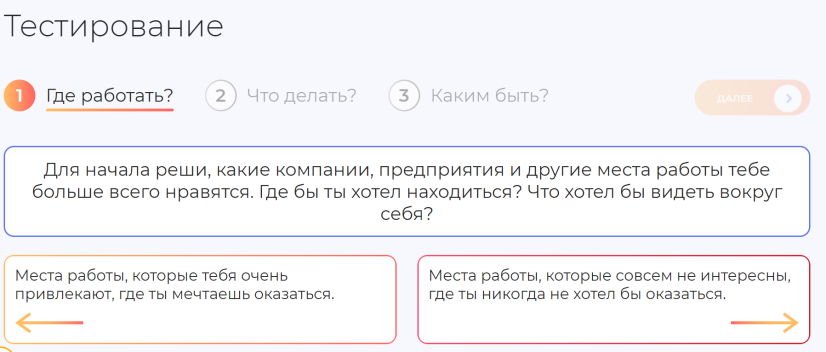 Тестирование
1 Где работать? 2 Что делать? 3 Каким быть? ДАЛЕЕ
Для начала реши, какие компании, предприятия и другие места работы тебе
больше всего нравятся. Где бы ты хотел находиться? Что хотел бы видеть вокруг
себя?
Места работы, которые тебя очень
привлекают, где ты мечтаешь оказаться.
Места работы, которые совсем не интересны,
где ты никогда не хотел бы оказаться.